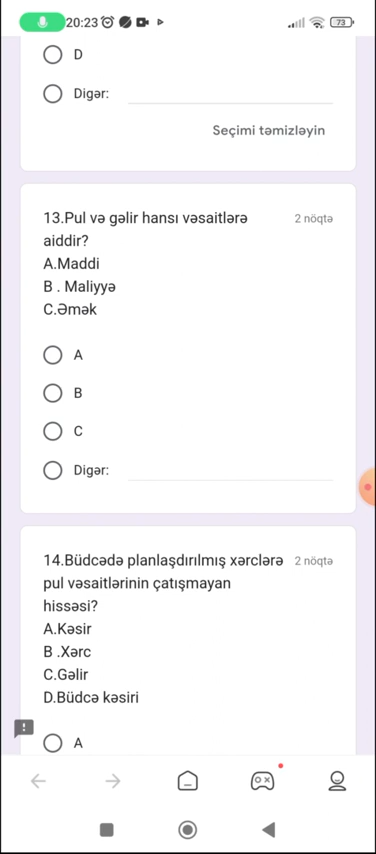 20:23
73
D
Digər:
Seçimi təmizləyin
13.Pul və gəlir hansı vəsaitlərə
2 nöqtə
aiddir?
A.Maddi
B . Maliyyə
C.Əmək
A
B
C
Digər:
14.Büdcədə planlaşdırılmış xərclərə
2 nöqtə
pul vəsaitlərinin çatışmayan
hissəsi?
A.Kəsir
B .Xərc
C.Gəlir
D.Büdcə kəsiri
A